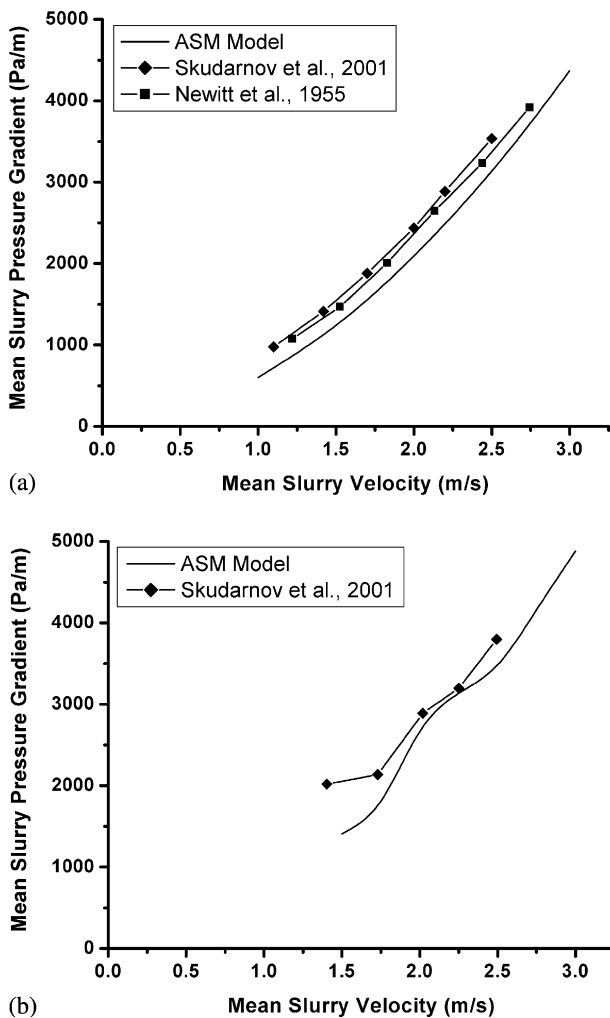 5000
4000
3000
2000
1000
0
Mean Slurry Pressure Gradient (Pa/m)
ASM Model
Skudarnov et al., 2001
Newitt et al., 1955
0.0 0.5 1.0 1.5 2.0 2.5 3.0
Mean Slurry Velocity (m/s)
(a)
5000
4000
3000
2000
1000
0
Mean Slurry Pressure Gradient (Pa/m)
ASM Model
Skudarnov et al., 2001
0.0 0.5 1.0 1.5 2.0 2.5 3.0
Mean Slurry Velocity (m/s)
(b)